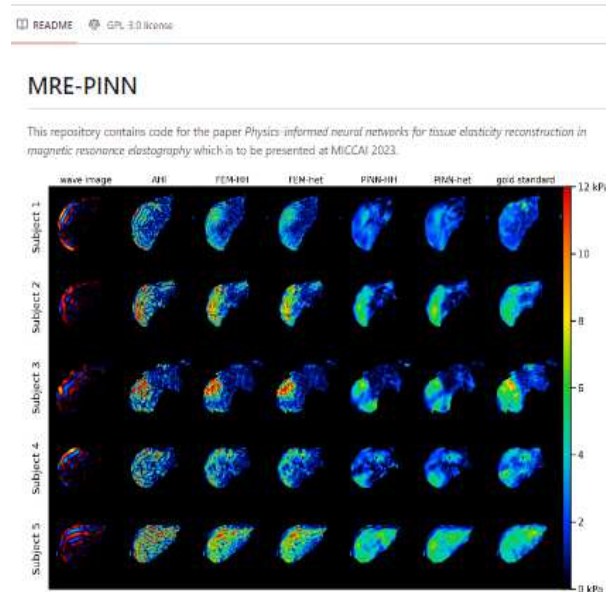 README GPL-3.0 license
MRE-PINN
This repository contains code for the paper Physics-informed neural networks for tissue elasticity reconstruction in
magnetic resonance elastography which is to be presented at MICCAI 2023.
wave image AHI FEM-HH FEM-het PINN-HH PINN-het gold standard
12 kPa
Subject 1
10
Subject 2
8
Subject 3
6
4
Subject 4
2
Subject 5
0 kPa